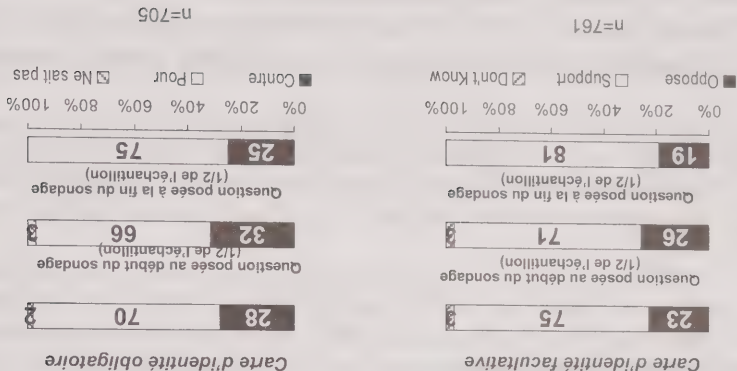 Carte d'identité facultative
23 75 3
Question posée au début du sondage
(1/2 de l'échantillon)
26 71
Question posée à la fin du sondage
(1/2 de l'échantillon)
19 81
0% 20% 40% 60% 80% 100%
Oppose Support Don't Know
n=761
Carte d'identité obligatoire
28 70 2
Question posée au début du sondage
(1/2 de l'échantillon)
32 66 3
Question posée à la fin du sondage
(1/2 de l'échantillon)
25 75
0% 20% 40% 60% 80% 100%
Contre Pour Ne sait pas
n=705